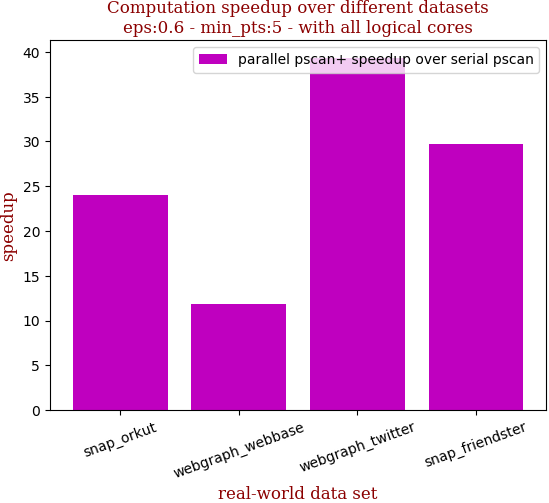 Computation speedup over different datasets
eps:0.6 - min_pts:5 - with all logical cores
parallel pscan+ speedup over serial pscan
speedup
40
35
30
25
20
15
10
5
0
snap_orkut
webgraph_webbase
webgraph_twitter
snap_friendster
real-world data set